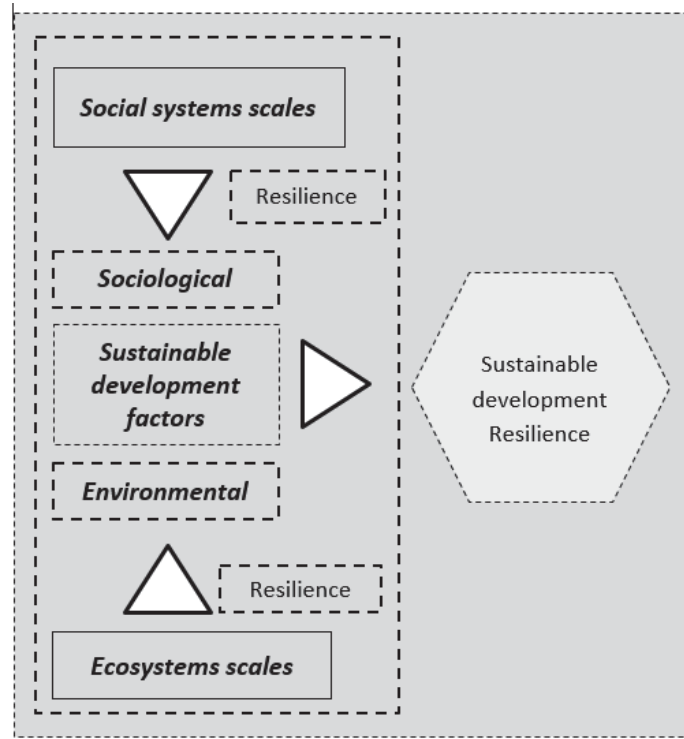 Social systems scales
Resilience
Sociological
Sustainable
development
factors
Sustainable
development
Resilience
Environmental
Resilience
Ecosystems scales